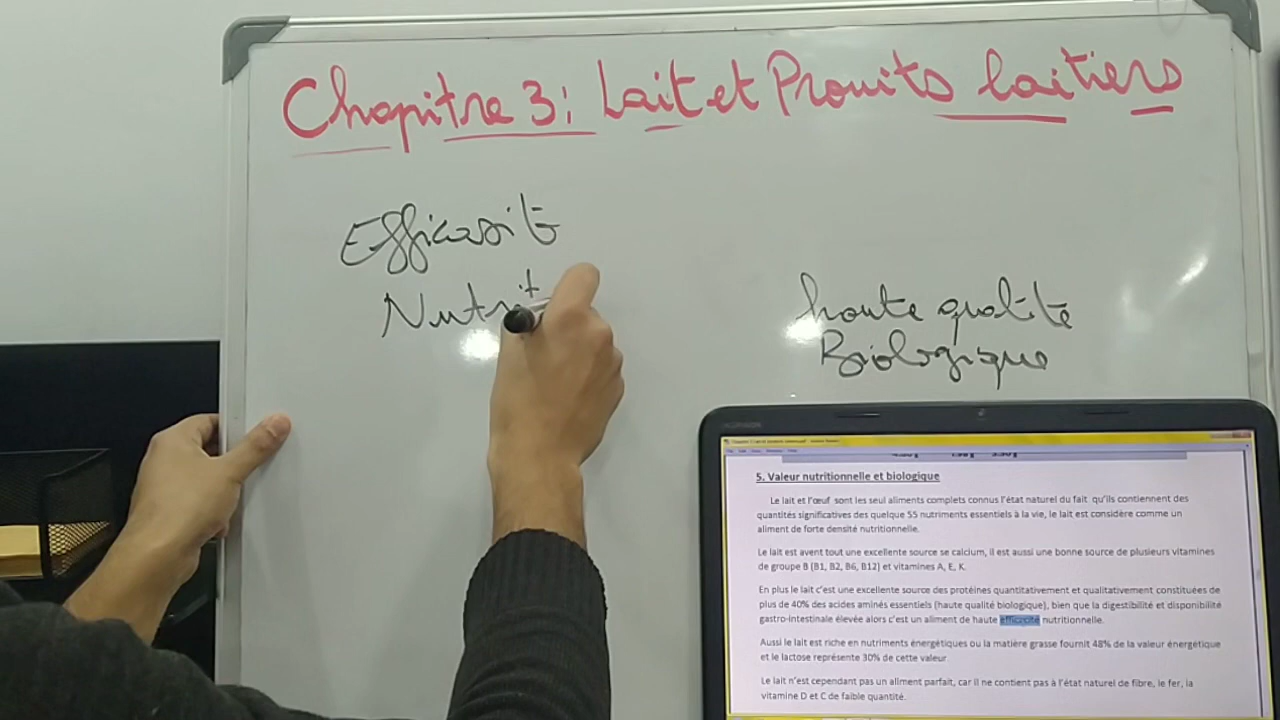 Chapitre 3: Lait et Prouits laitiers
Efficasité
Nutrit
haute qualité
Biologique
5. Valeur nutritionnelle et biologique
Le lait et l'œuf sont les seul aliments complets connus l'état naturel du fait qu'ils contiennent des
quantités significatives des quelque 55 nutriments essentiels à la vie, le lait est considère comme un
aliment de forte densité nutritionnelle.
Le lait est avent tout une excellente source se calcium, il est aussi une bonne source de plusieurs vitamines
de groupe B (B1, B2, B6, B12) et vitamines A, E, K.
En plus le lait c'est une excellente source des protéines quantitativement et qualitativement constituées de
plus de 40% des acides aminés essentiels (haute qualité biologique), bien que la digestibilité et disponibilité
gastro-intestinale élevée alors c'est un aliment de haute efficacité nutritionnelle.
Aussi le lait est riche en nutriments énergétiques ou la matière grasse fournit 48% de la valeur énergétique
et le lactose représente 30% de cette valeur
Le lait n'est cependant pas un aliment parfait, car il ne contient pas à l'état naturel de fibre, le fer, la
vitamine D et C de faible quantité.